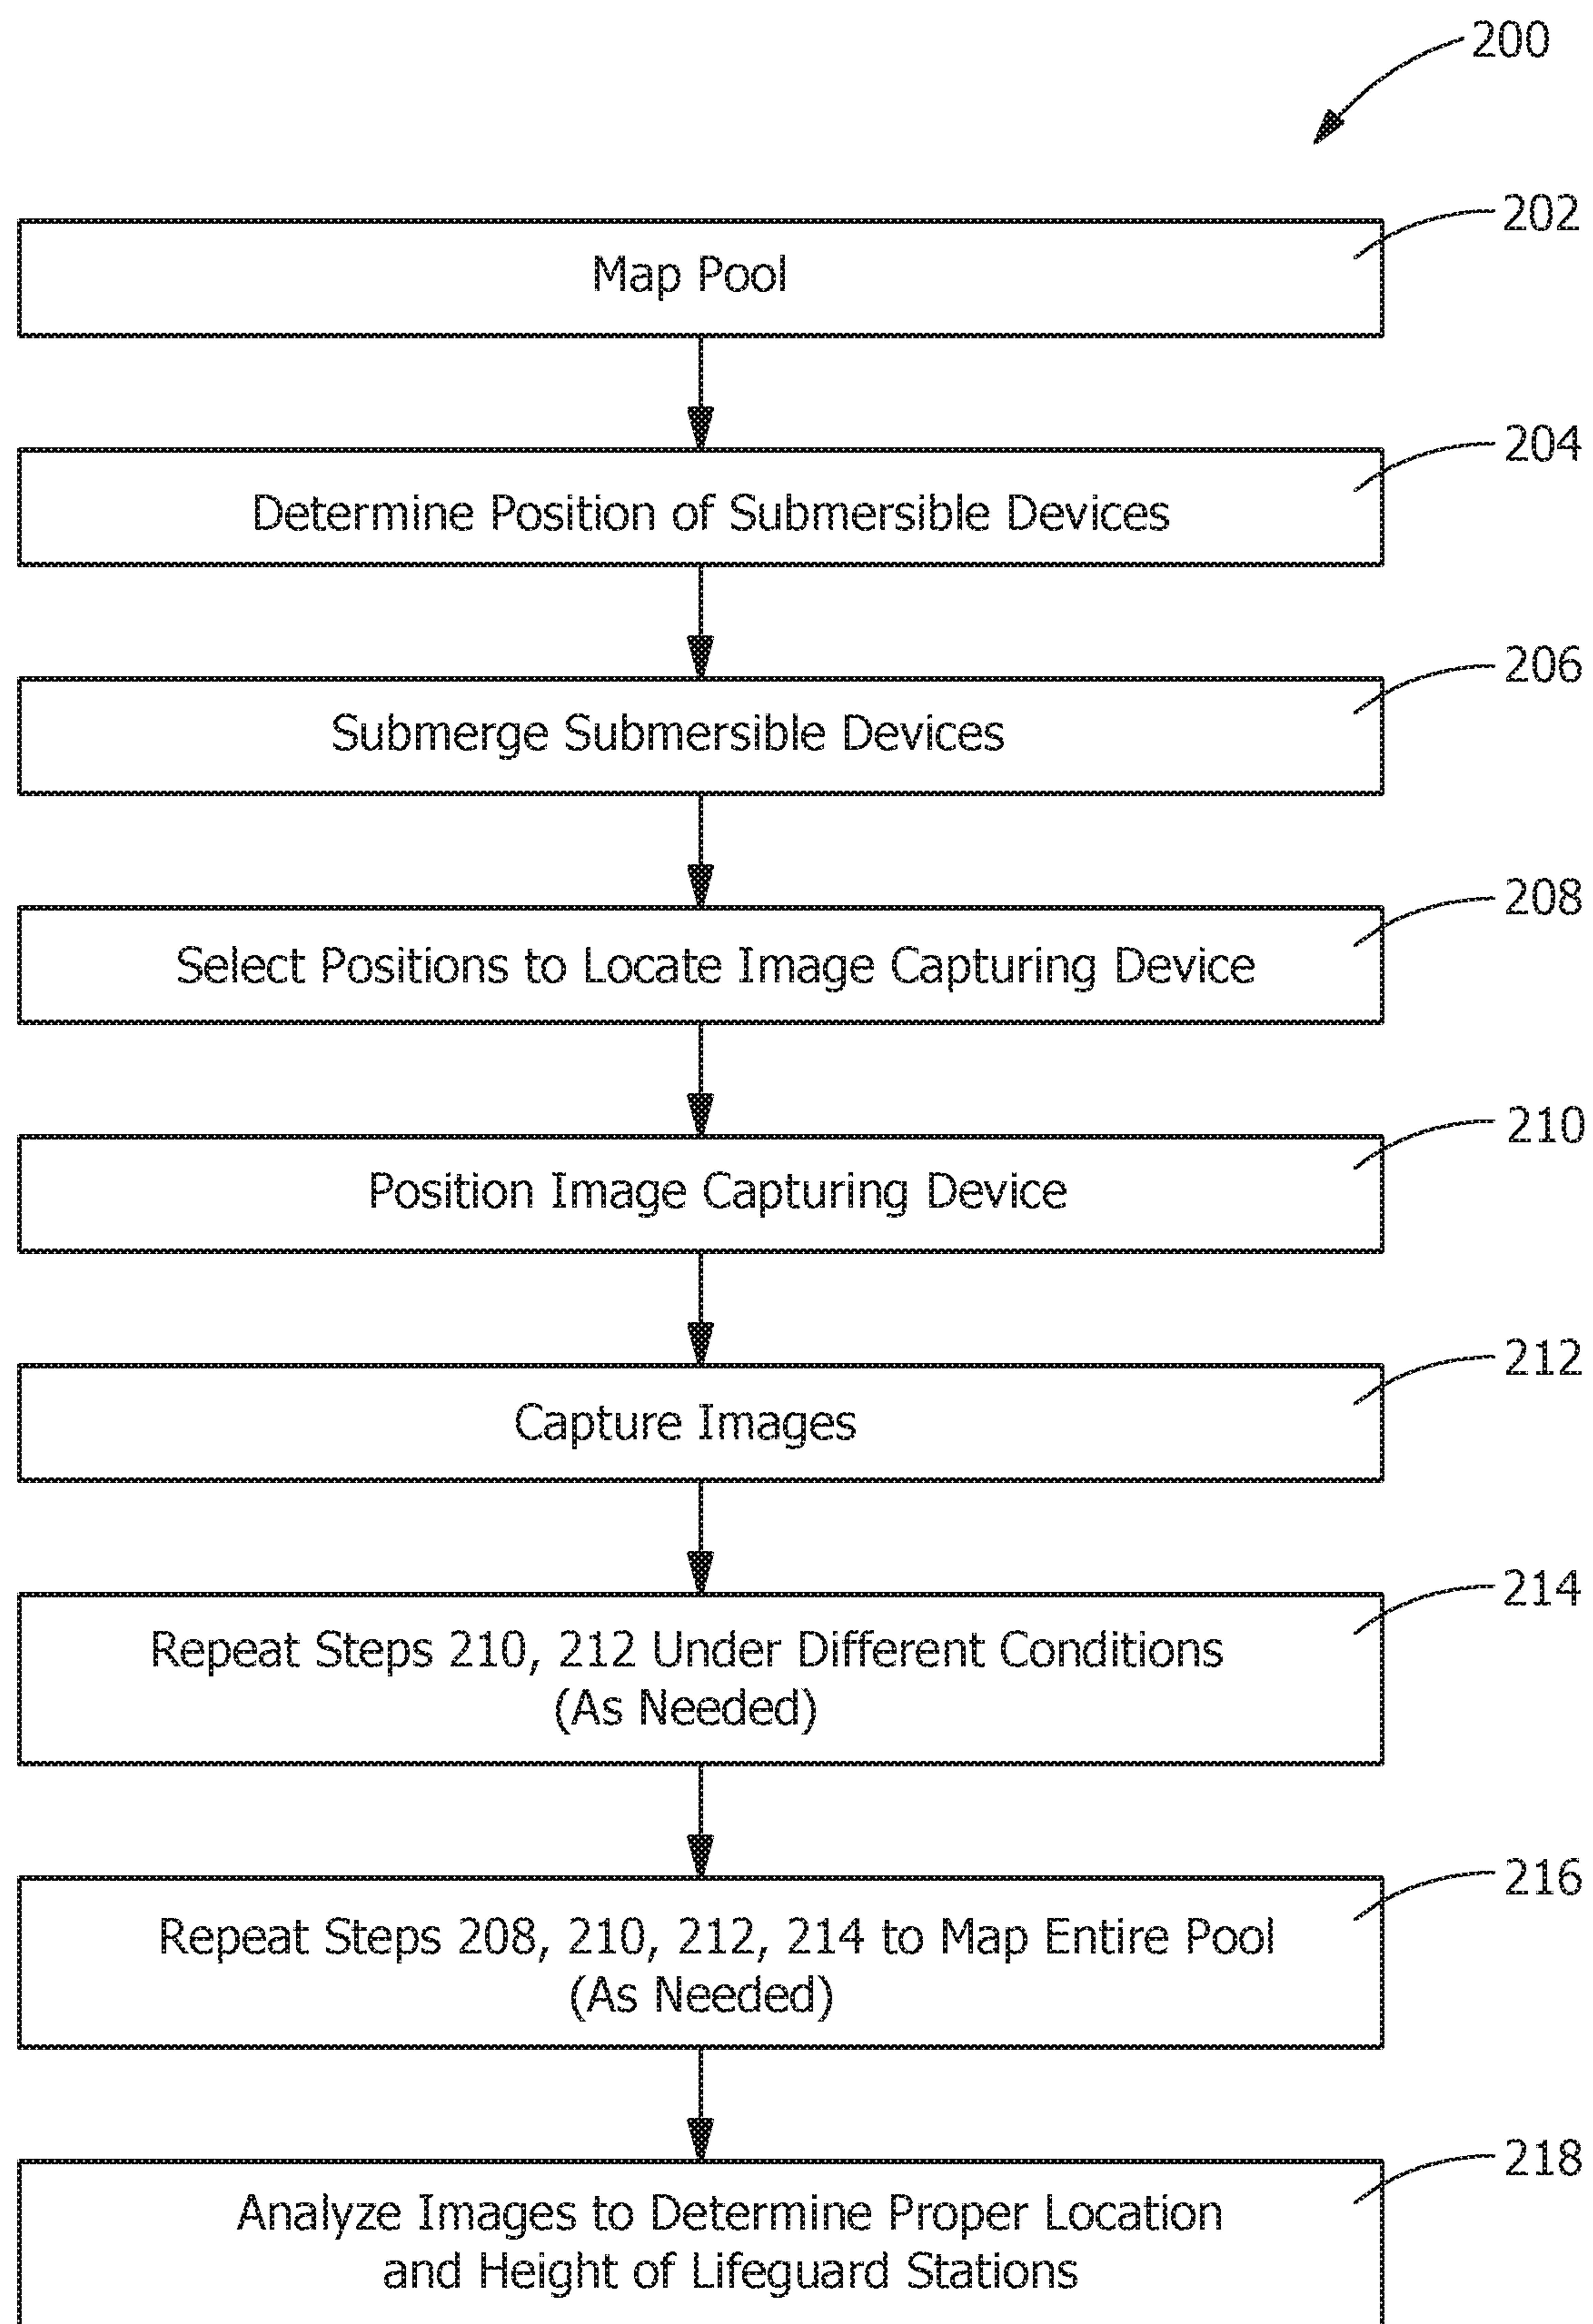 200
202
Map Pool
204
Determine Position of Submersible Devices
206
Submerge Submersible Devices
208
Select Positions to Locate Image Capturing Device
210
Position Image Capturing Device
212
Capture Images
214
Repeat Steps 210, 212 Under Different Conditions
(As Needed)
216
Repeat Steps 208, 210, 212, 214 to Map Entire Pool
(As Needed)
218
Analyze Images to Determine Proper Location
and Height of Lifeguard Stations